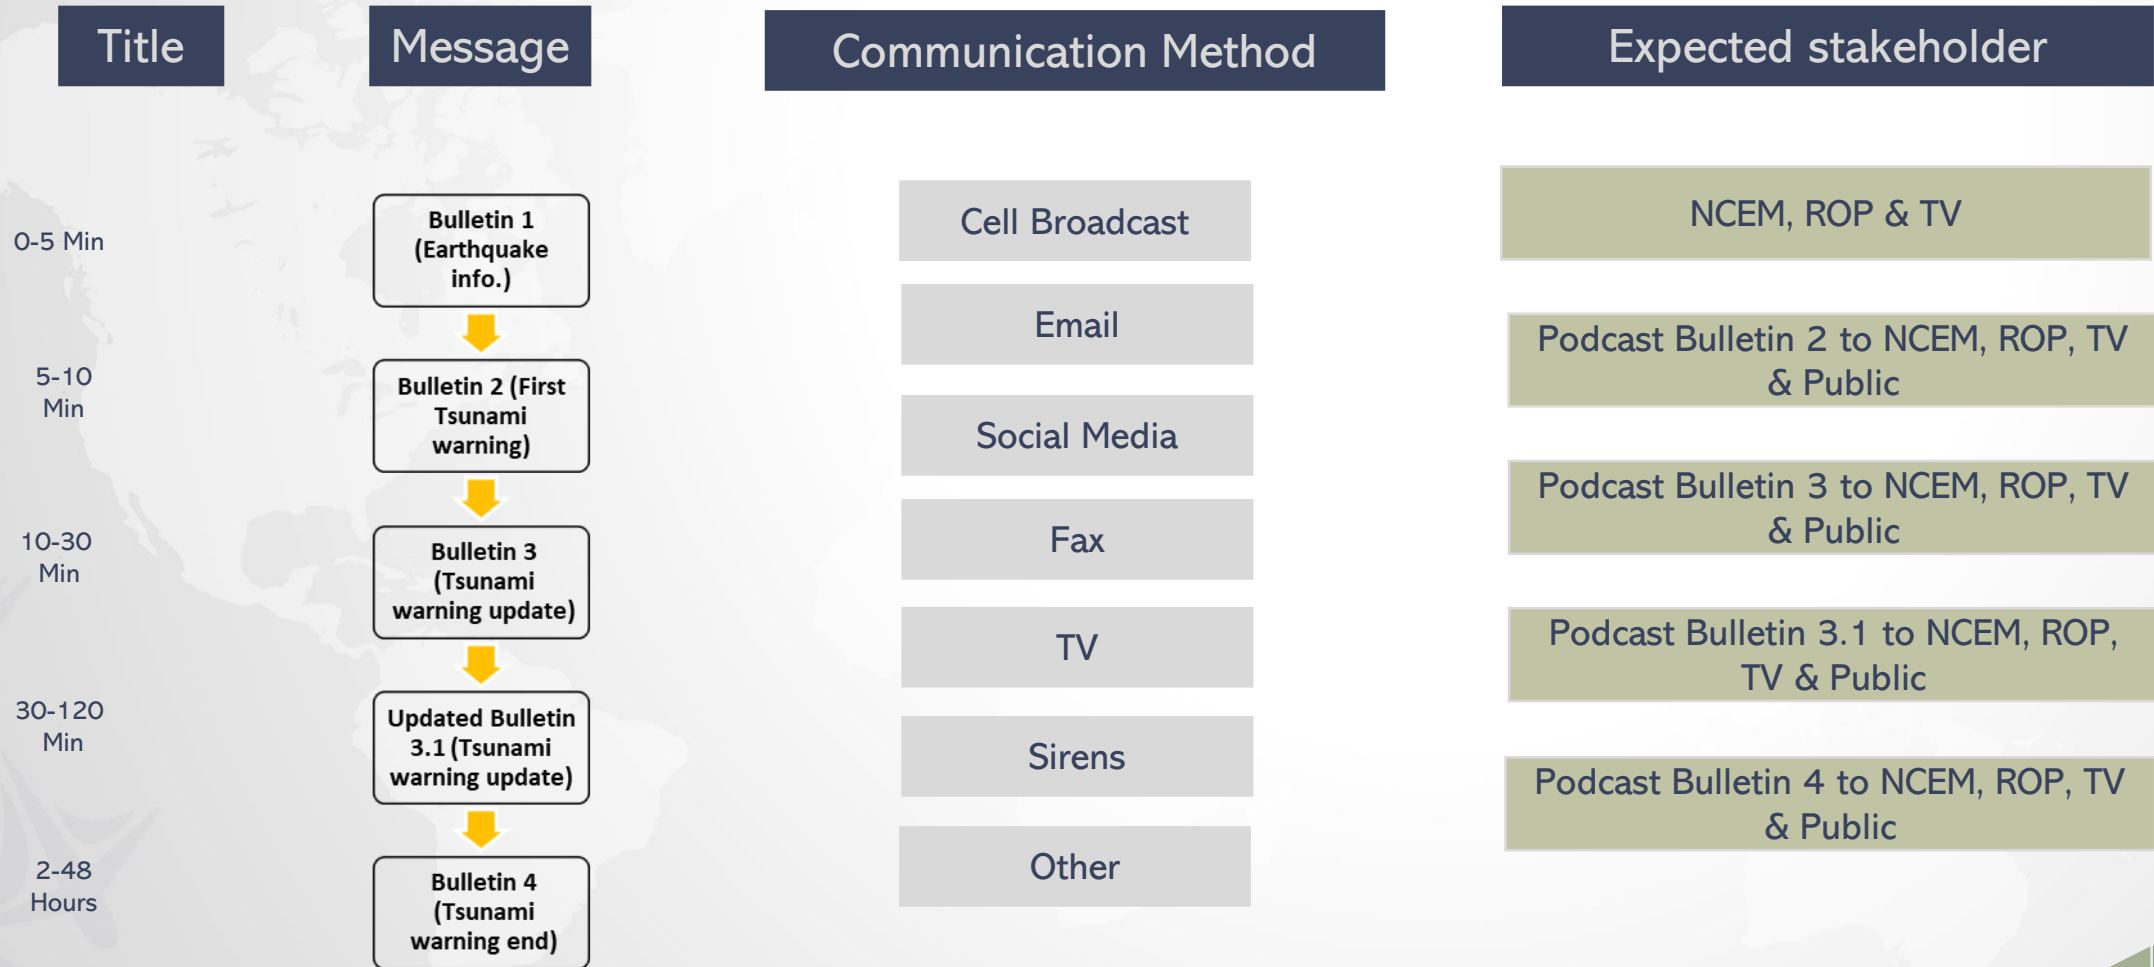 Title
Message
Communication Method
Expected stakeholder
0-5 Min
5-10
Min
10-30
Min
30-120
Min
2-48
Hours
Bulletin 1
(Earthquake
info.)
Bulletin 2 (First
Tsunami
warning)
Bulletin 3
(Tsunami
warning update)
Updated Bulletin
3.1 (Tsunami
warning update)
Bulletin 4
(Tsunami
warning end)
Cell Broadcast
Email
Social Media
Fax
TV
Sirens
Other
NCEM, ROP & TV
Podcast Bulletin 2 to NCEM, ROP, TV
& Public
Podcast Bulletin 3 to NCEM, ROP, TV
& Public
Podcast Bulletin 3.1 to NCEM, ROP,
TV & Public
Podcast Bulletin 4 to NCEM, ROP, TV
& Public